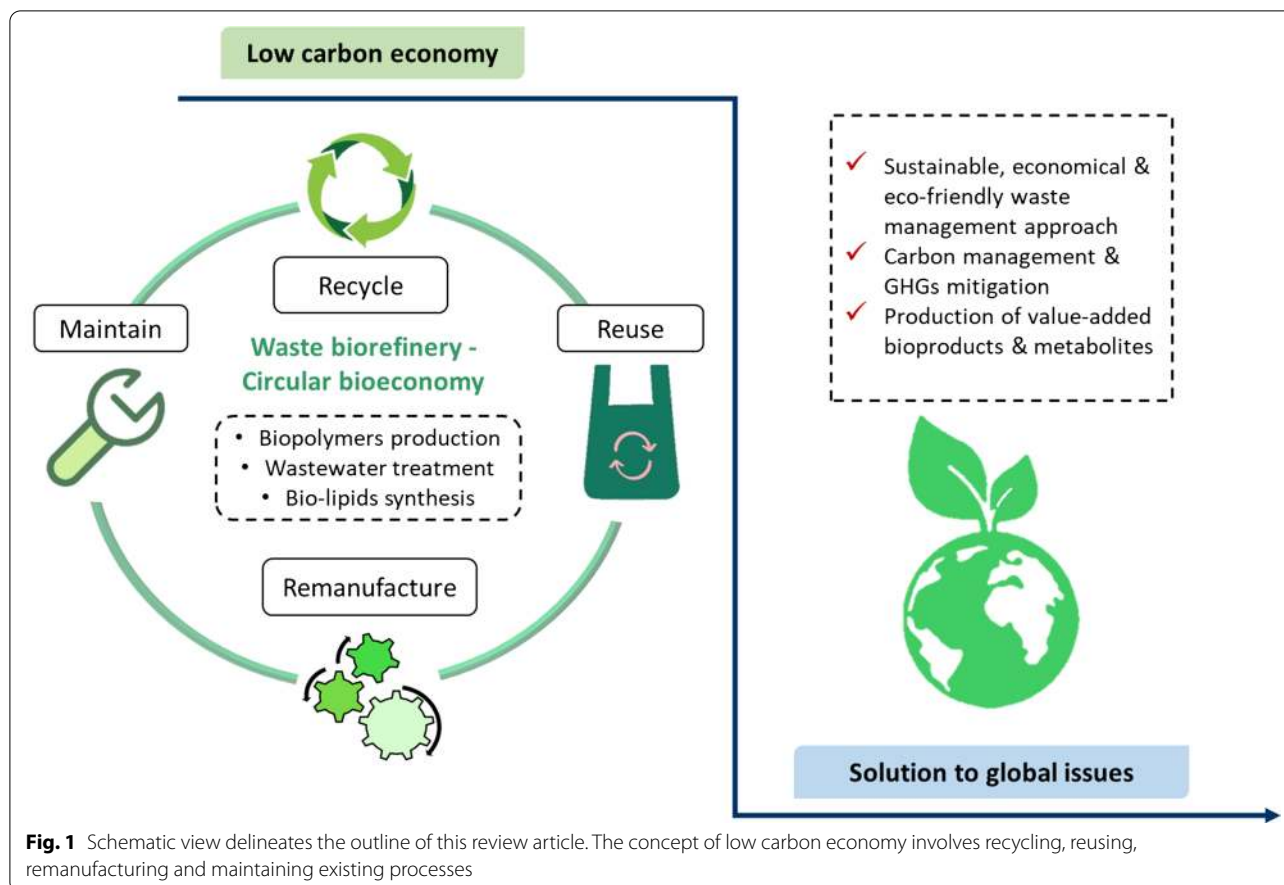 Low carbon economy
Recycle
Maintain
Reuse
Waste biorefinery -
Circular bioeconomy
• Biopolymers production
• Wastewater treatment
• Bio-lipids synthesis
Remanufacture
✓ Sustainable, economical &
eco-friendly waste
management approach
✓ Carbon management &
GHGs mitigation
✓ Production of value-added
bioproducts & metabolites
Solution to global issues
Fig. 1 Schematic view delineates the outline of this review article. The concept of low carbon economy involves recycling, reusing,
remanufacturing and maintaining existing processes